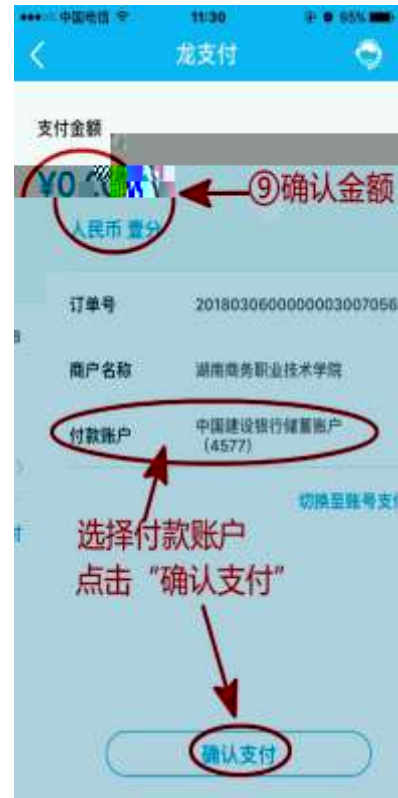 中国电信 11:30 95%
龙支付
支付金额
¥0
⑨确认金额
人民币 壹分
订单号 20180306000000003007056
商户名称 湖南商务职业技术学院
付款账户 中国建设银行储蓄账户
(4577)
切换至账号支付
选择付款账户
点击“确认支付”
确认支付